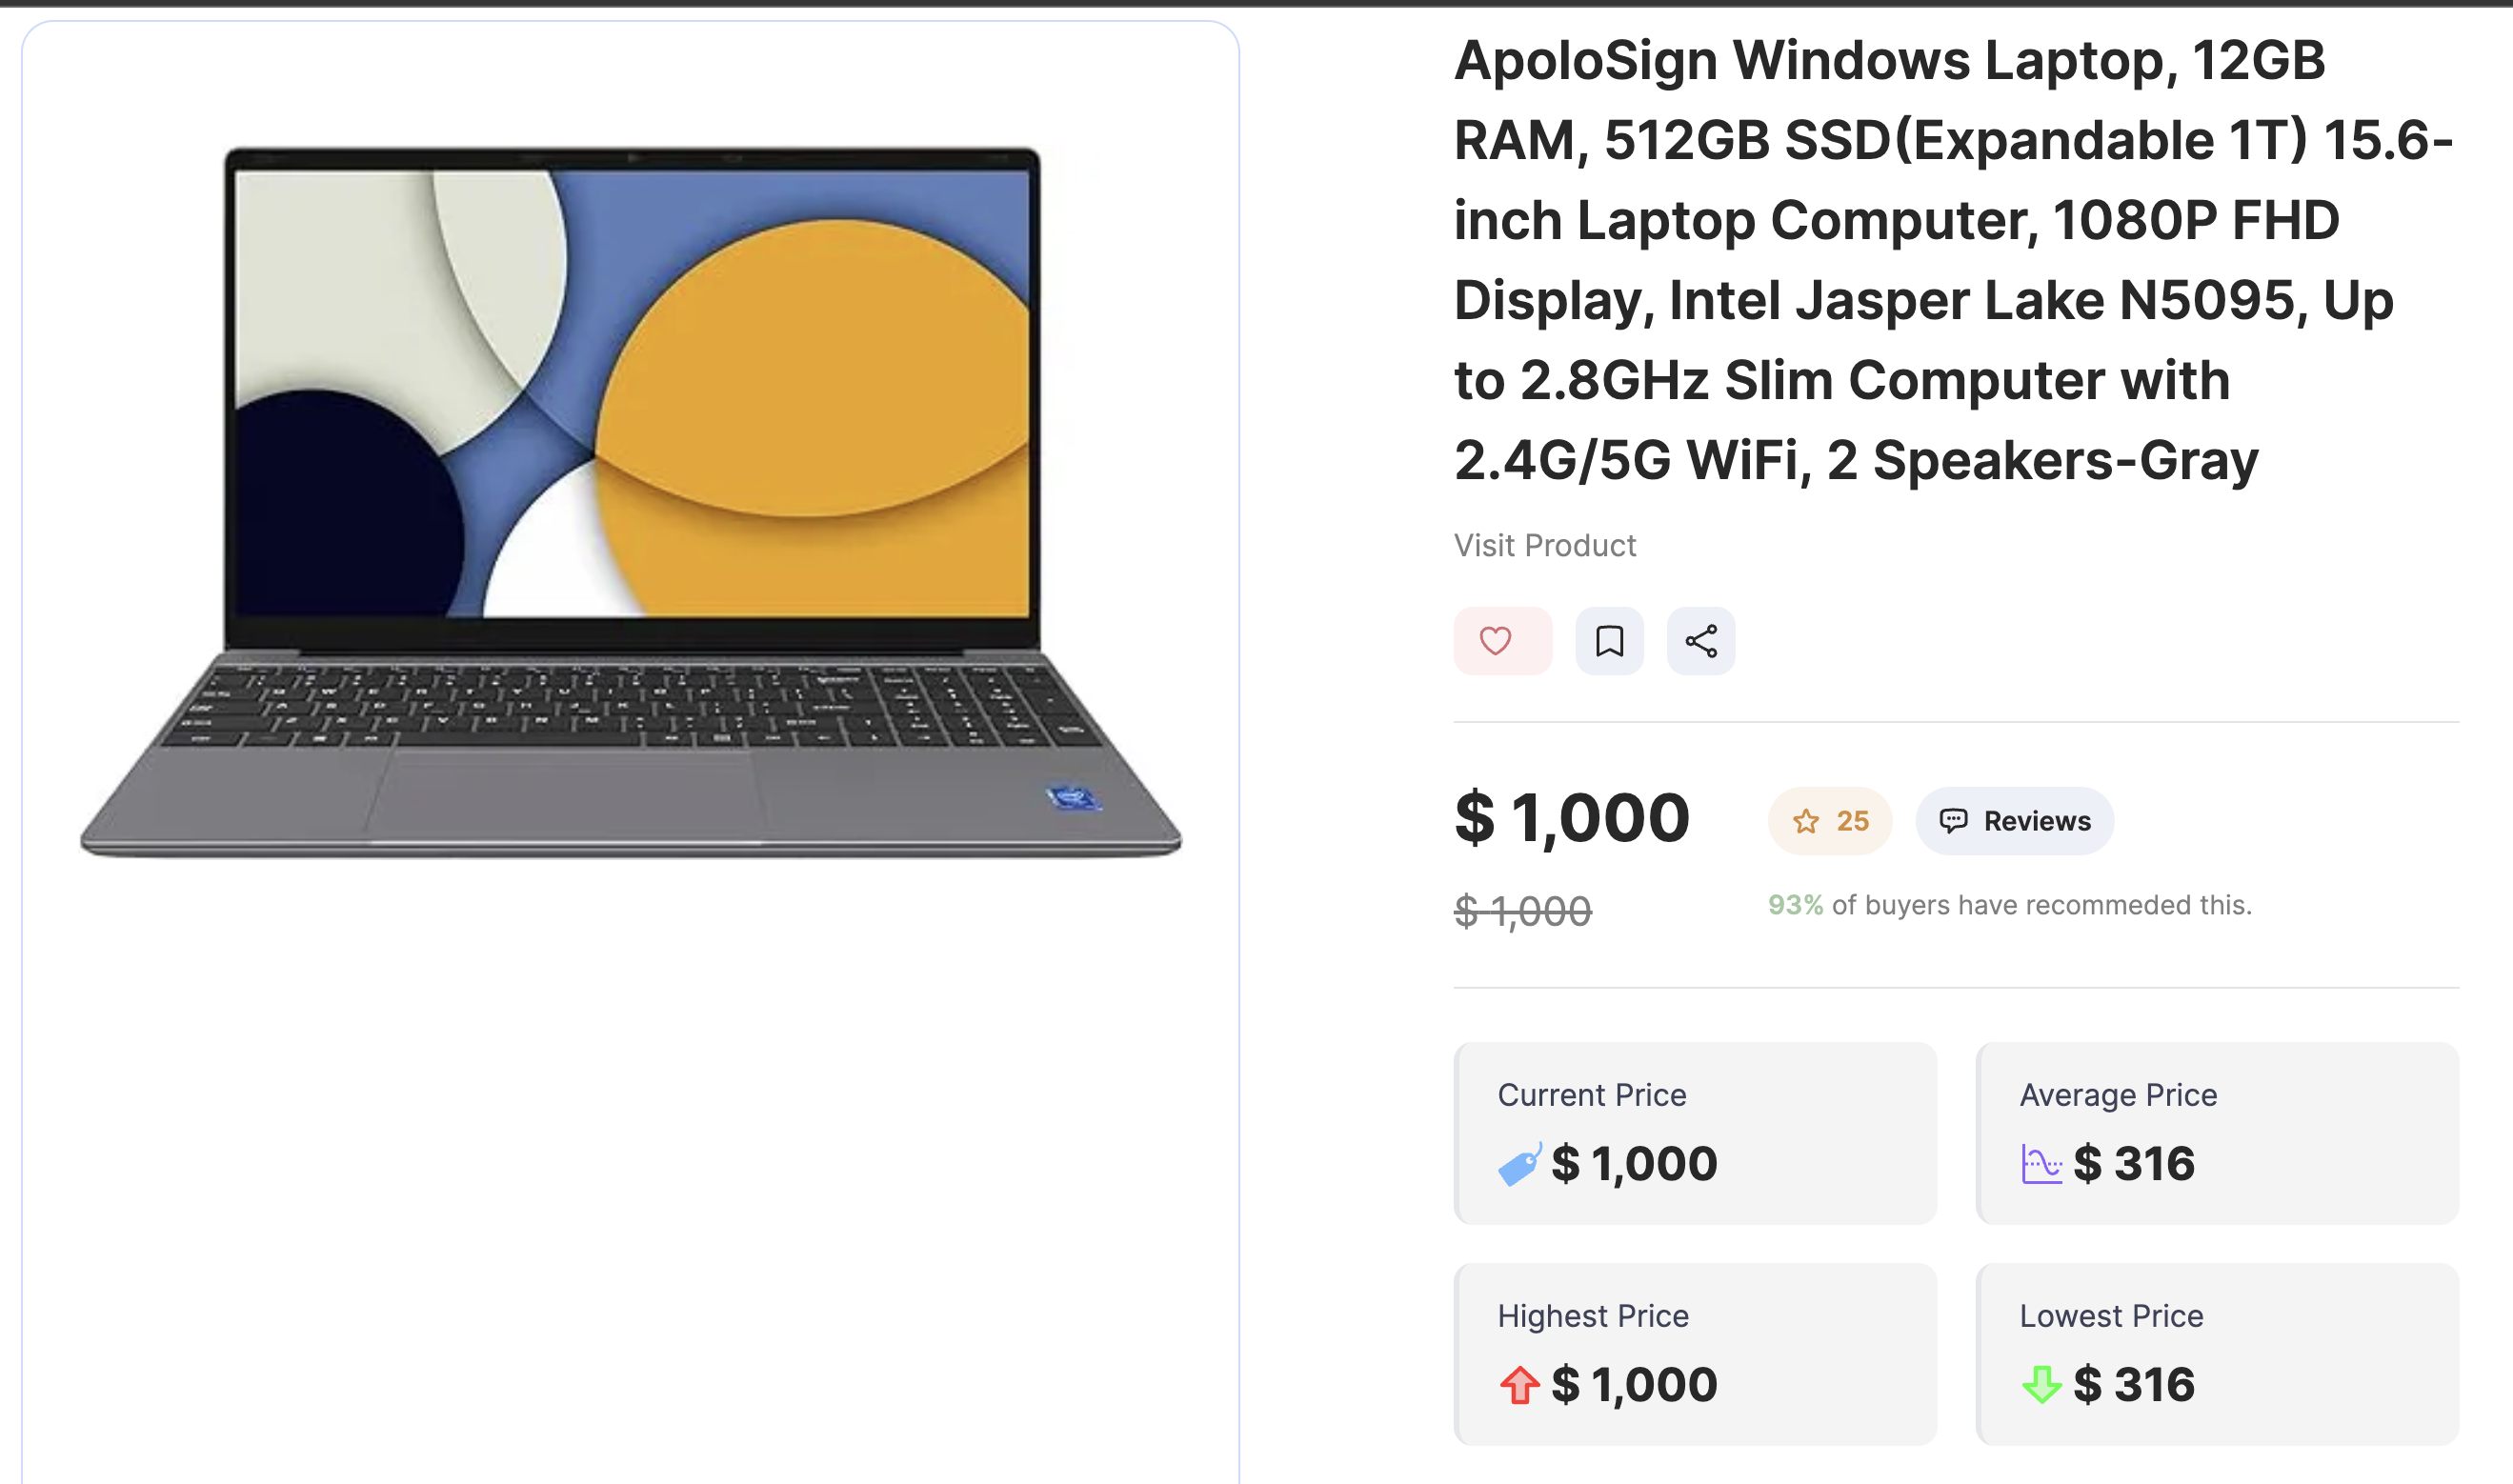 ApoloSign Windows Laptop, 12GB
RAM, 512GB SSD(Expandable 1T) 15.6-
inch Laptop Computer, 1080P FHD
Display, Intel Jasper Lake N5095, Up
to 2.8GHz Slim Computer with
2.4G/5G WiFi, 2 Speakers-Gray
Visit Product
$ 1,000
25
Reviews
$ 1,000
93% of buyers have recommeded this.
Current Price
$ 1,000
Average Price
$ 316
Highest Price
$ 1,000
Lowest Price
$ 316